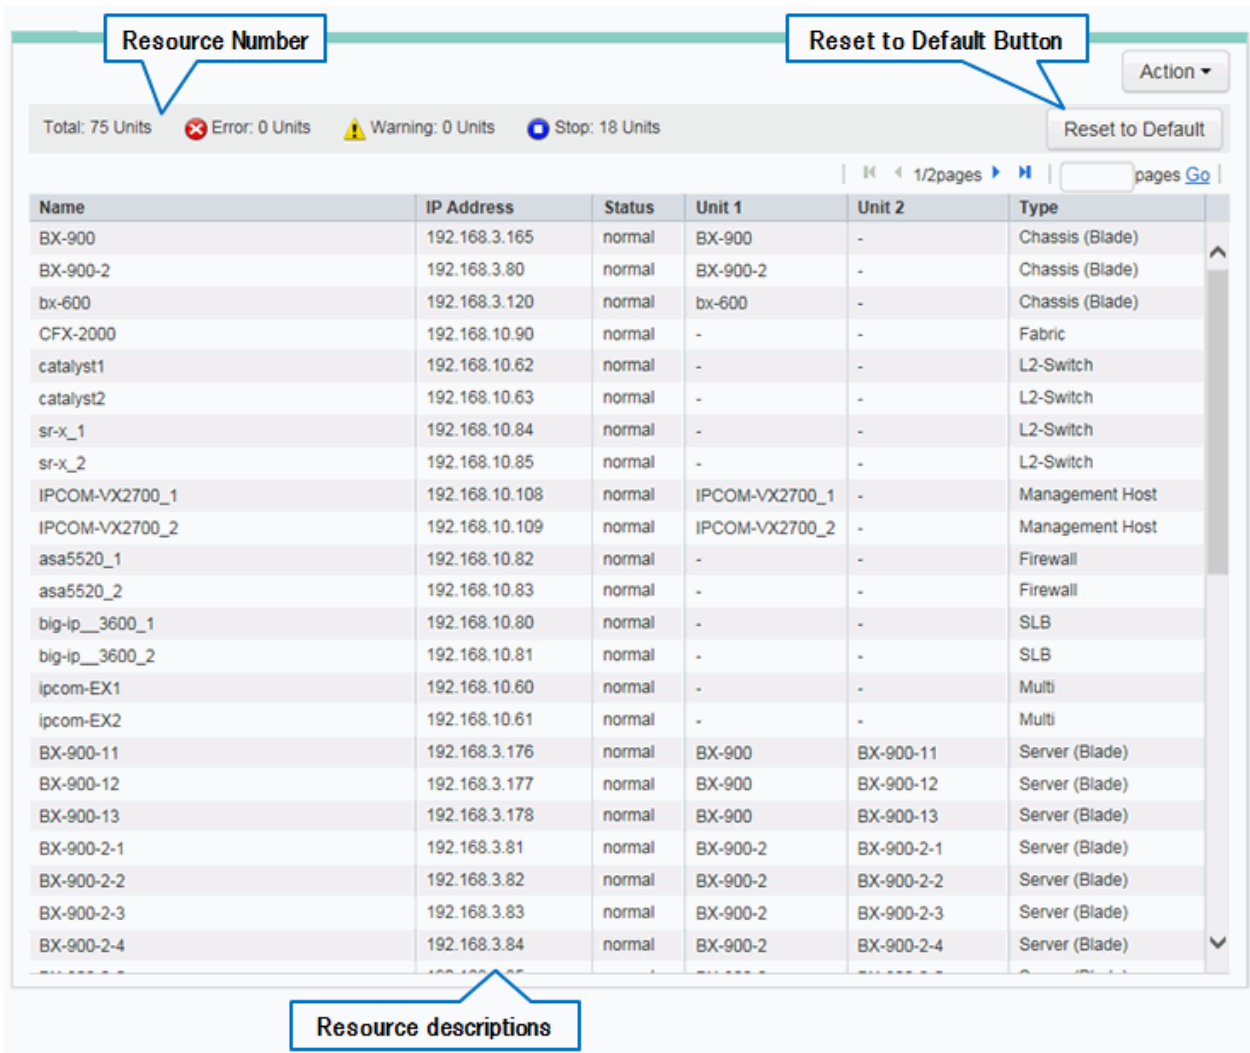 Resource Number
Reset to Default Button
Action
Total: 75 Units Error: 0 Units Warning: 0 Units Stop: 18 Units Reset to Default
1/2pages pages Go
Name IP Address Status Unit 1 Unit 2 Type
BX-900 192.168.3.165 normal BX-900 - Chassis (Blade)
BX-900-2 192.168.3.80 normal BX-900-2 - Chassis (Blade)
bx-600 192.168.3.120 normal bx-600 - Chassis (Blade)
CFX-2000 192.168.10.90 normal - - Fabric
catalyst1 192.168.10.62 normal - - L2-Switch
catalyst2 192.168.10.63 normal - - L2-Switch
sr-x_1 192.168.10.84 normal - - L2-Switch
sr-x_2 192.168.10.85 normal - - L2-Switch
IPCOM-VX2700_1 192.168.10.108 normal IPCOM-VX2700_1 - Management Host
IPCOM-VX2700_2 192.168.10.109 normal IPCOM-VX2700_2 - Management Host
asa5520_1 192.168.10.82 normal - - Firewall
asa5520_2 192.168.10.83 normal - - Firewall
big-ip__3600_1 192.168.10.80 normal - - SLB
big-ip__3600_2 192.168.10.81 normal - - SLB
ipcom-EX1 192.168.10.60 normal - - Multi
ipcom-EX2 192.168.10.61 normal - - Multi
BX-900-11 192.168.3.176 normal BX-900 BX-900-11 Server (Blade)
BX-900-12 192.168.3.177 normal BX-900 BX-900-12 Server (Blade)
BX-900-13 192.168.3.178 normal BX-900 BX-900-13 Server (Blade)
BX-900-2-1 192.168.3.81 normal BX-900-2 BX-900-2-1 Server (Blade)
BX-900-2-2 192.168.3.82 normal BX-900-2 BX-900-2-2 Server (Blade)
BX-900-2-3 192.168.3.83 normal BX-900-2 BX-900-2-3 Server (Blade)
BX-900-2-4 192.168.3.84 normal BX-900-2 BX-900-2-4 Server (Blade)
Resource descriptions